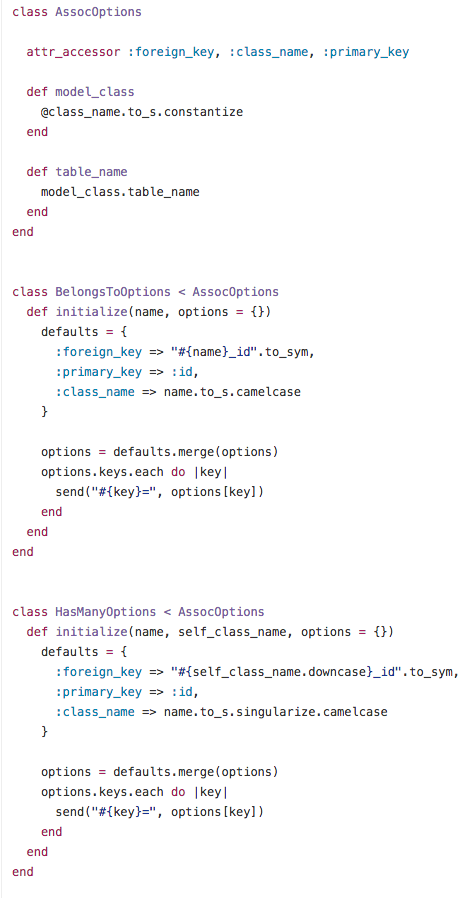 class AssocOptions
attr_accessor :foreign_key, :class_name, :primary_key
def model_class
@class_name.to_s.constantize
end
def table_name
model_class.table_name
end
end
class BelongsToOptions < AssocOptions
def initialize(name, options = {})
defaults = {
:foreign_key => "#{name}_id".to_sym,
:primary_key => :id,
:class_name => name.to_s.camelcase
}
options = defaults.merge(options)
options.keys.each do |key|
send("#{key}=", options[key])
end
end
end
class HasManyOptions < AssocOptions
def initialize(name, self_class_name, options = {})
defaults = {
:foreign_key => "#{self_class_name.downcase}_id".to_sym,
:primary_key => :id,
:class_name => name.to_s.singularize.camelcase
}
options = defaults.merge(options)
options.keys.each do |key|
send("#{key}=", options[key])
end
end
end